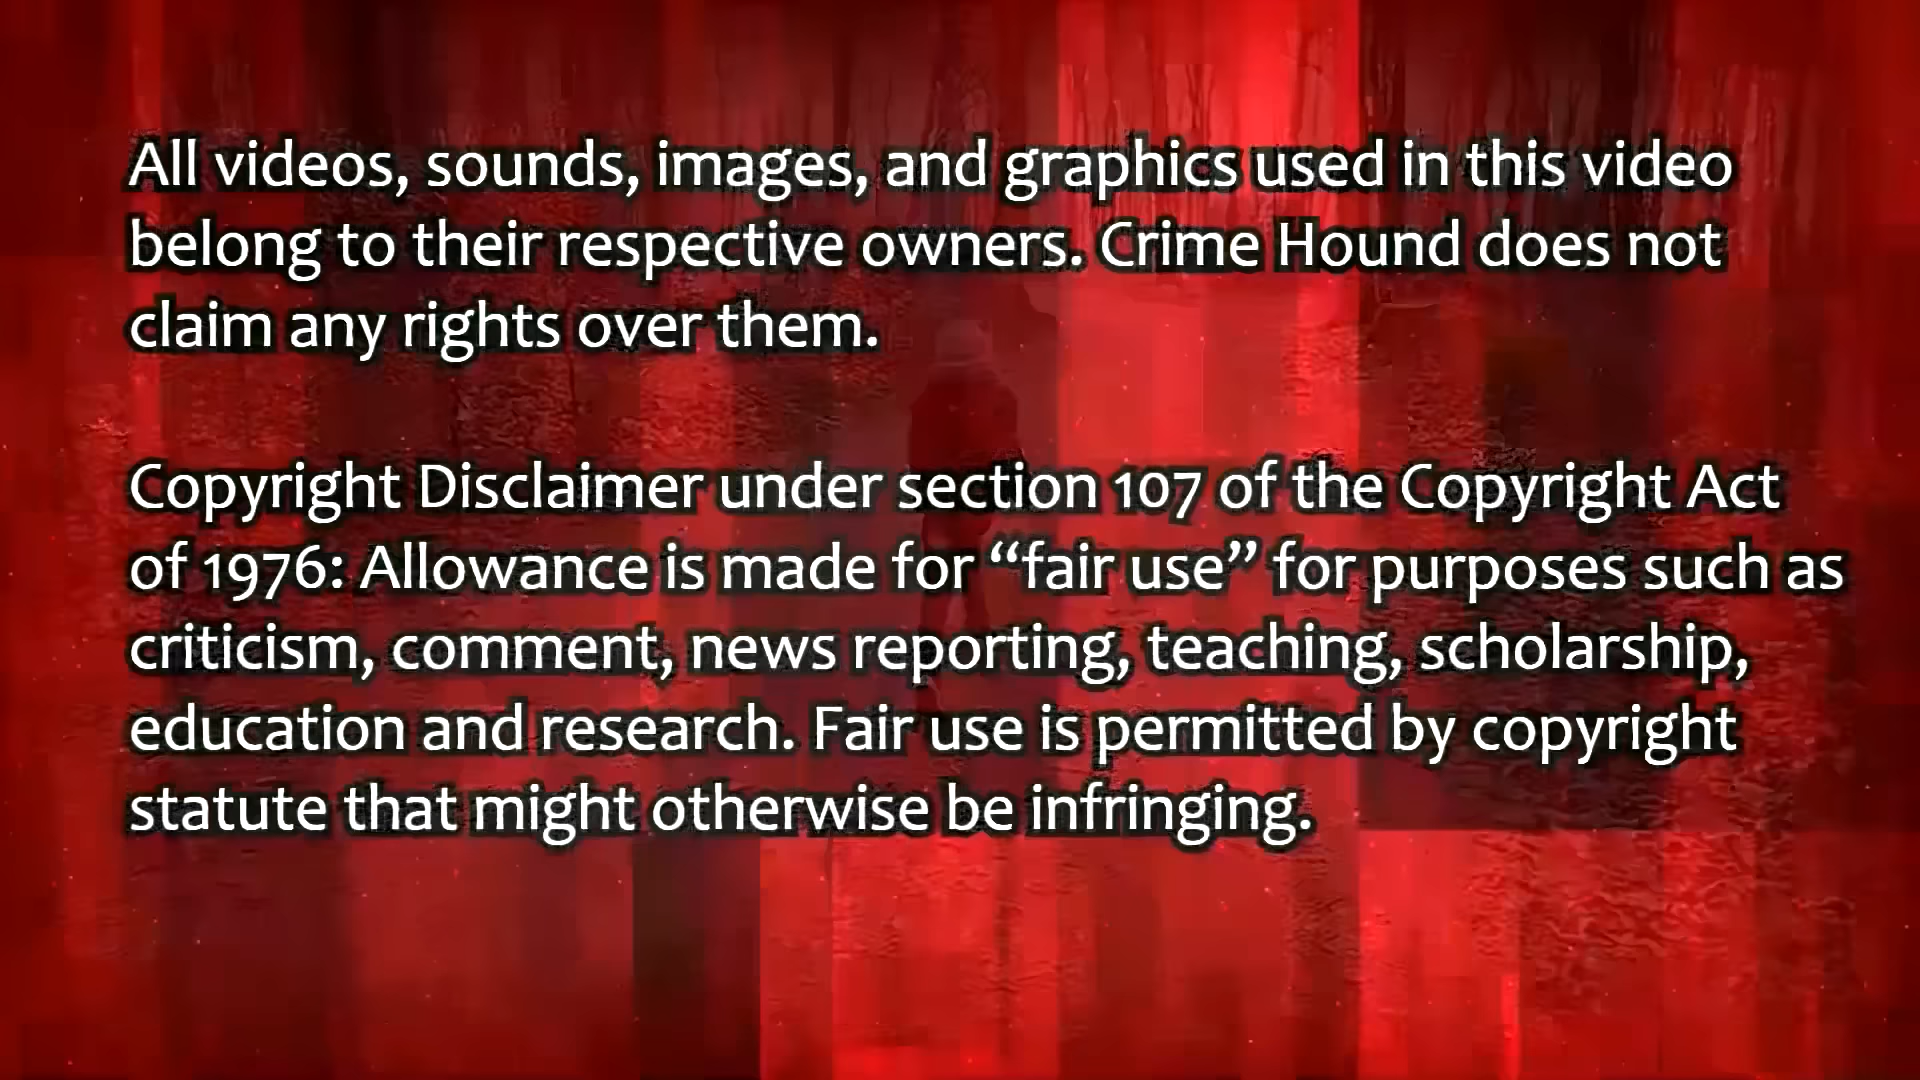 All videos, sounds, images, and graphics used in this video
belong to their respective owners. Crime Hound does not
claim any rights over them.
Copyright Disclaimer under section 107 of the Copyright Act
of 1976: Allowance is made for “fair use” for purposes such as
criticism, comment, news reporting, teaching, scholarship,
education and research. Fair use is permitted by copyright
statute that might otherwise be infringing.